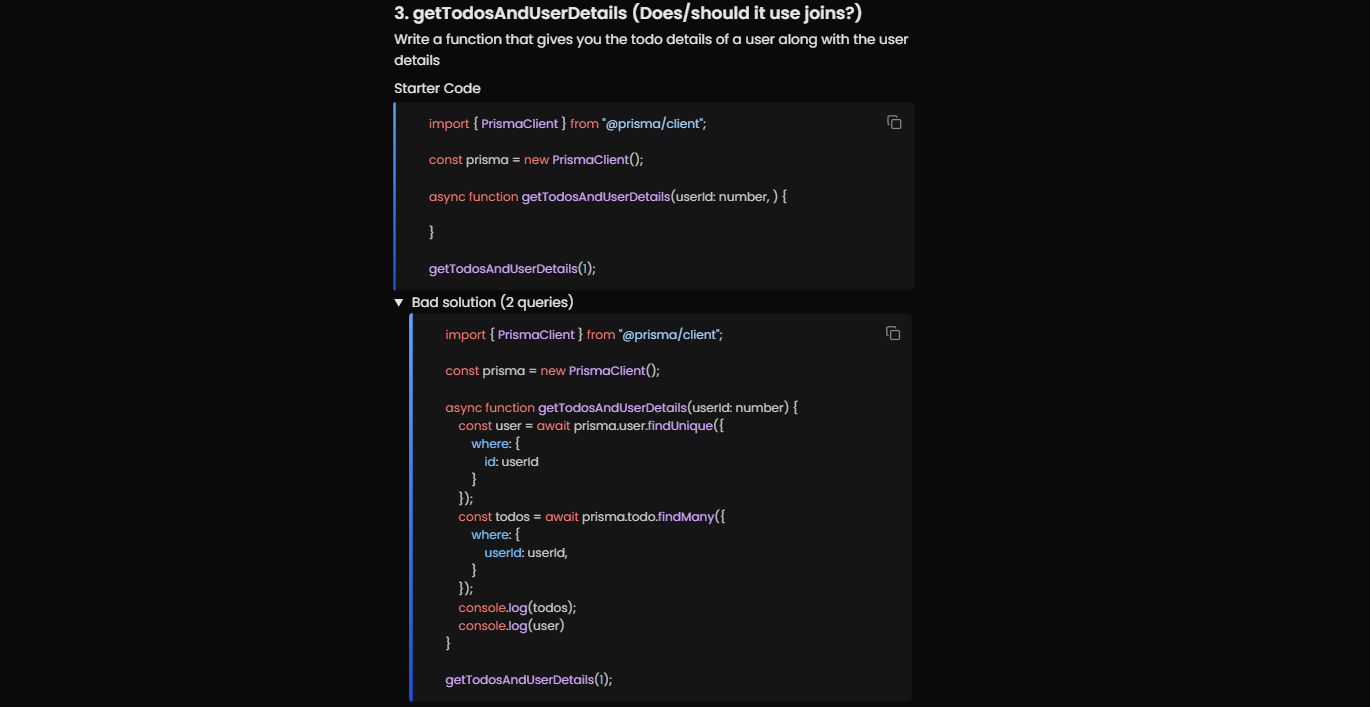 3. getTodosAndUserDetails (Does/should it use joins?)
Write a function that gives you the todo details of a user along with the user
details
Starter Code
import { PrismaClient } from "@prisma/client";
const prisma = new PrismaClient();
async function getTodosAndUserDetails(userId: number, ) {
}
getTodosAndUserDetails(1);
▼ Bad solution (2 queries)
import { PrismaClient } from "@prisma/client";
const prisma = new PrismaClient();
async function getTodosAndUserDetails(userId: number) {
const user = await prisma.user.findUnique({
where: {
id: userId
}
});
const todos = await prisma.todo.findMany({
where: {
userId: userId,
}
});
console.log(todos);
console.log(user)
}
getTodosAndUserDetails(1);